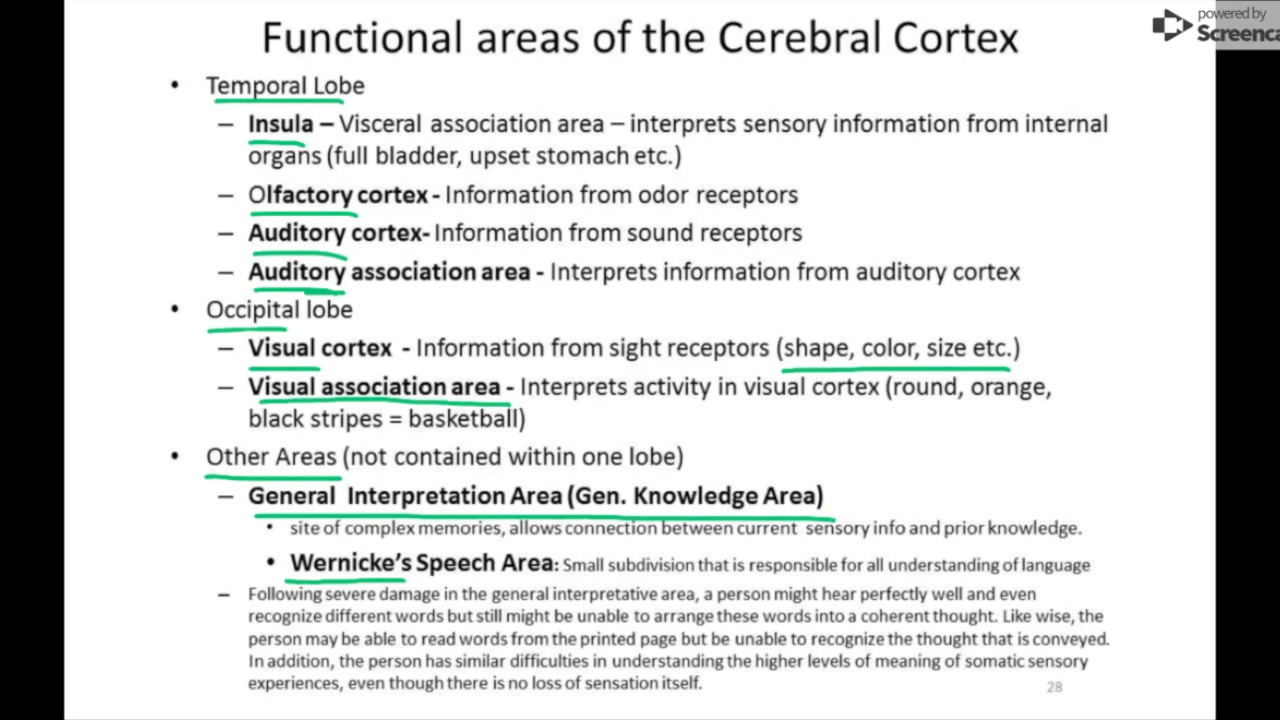 powered by
Functional areas of the Cerebral Cortex
• Temporal Lobe
– Insula – Visceral association area – interprets sensory information from internal
organs (full bladder, upset stomach etc.)
– Olfactory cortex - Information from odor receptors
– Auditory cortex- Information from sound receptors
– Auditory association area - Interprets information from auditory cortex
• Occipital lobe
– Visual cortex - Information from sight receptors (shape, color, size etc.)
– Visual association area - Interprets activity in visual cortex (round, orange,
black stripes = basketball)
• Other Areas (not contained within one lobe)
– General Interpretation Area (Gen. Knowledge Area)
• site of complex memories, allows connection between current sensory info and prior knowledge.
• Wernicke's Speech Area: Small subdivision that is responsible for all understanding of language
– Following severe damage in the general interpretative area, a person might hear perfectly well and even
recognize different words but still might be unable to arrange these words into a coherent thought. Like wise, the
person may be able to read words from the printed page but be unable to recognize the thought that is conveyed.
In addition, the person has similar difficulties in understanding the higher levels of meaning of somatic sensory
experiences, even though there is no loss of sensation itself.
28